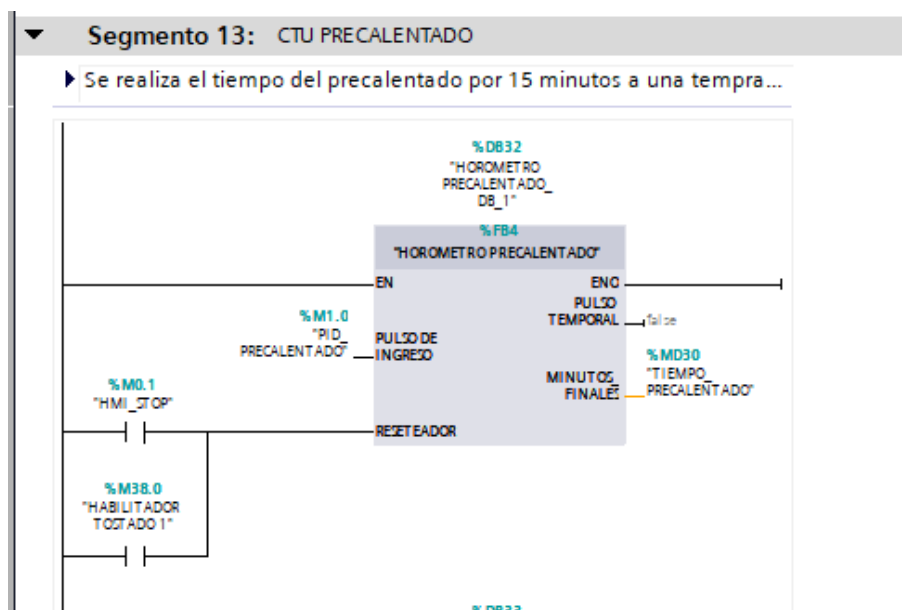 Segmento 13: CTU PRECALENTADO
Se realiza el tiempo del precalentado por 15 minutos a una tempra...
%DB32
"HOROMETRO
PRECALENTADO_
DB_1"
%FB4
"HOROMETRO PRECALENTADO"
EN
ENO
%M1.0
"PID_
PRECALENTADO"
PULSO DE
INGRESO
PULSO
TEMPORAL
false
%MD30
"TIEMPO_
PRECALENTADO"
MINUTOS_
FINALES
%M0.1
"HMI_STOP"
RESETEADOR
%M38.0
"HABILITADOR
TOSTADO 1"
%DB33